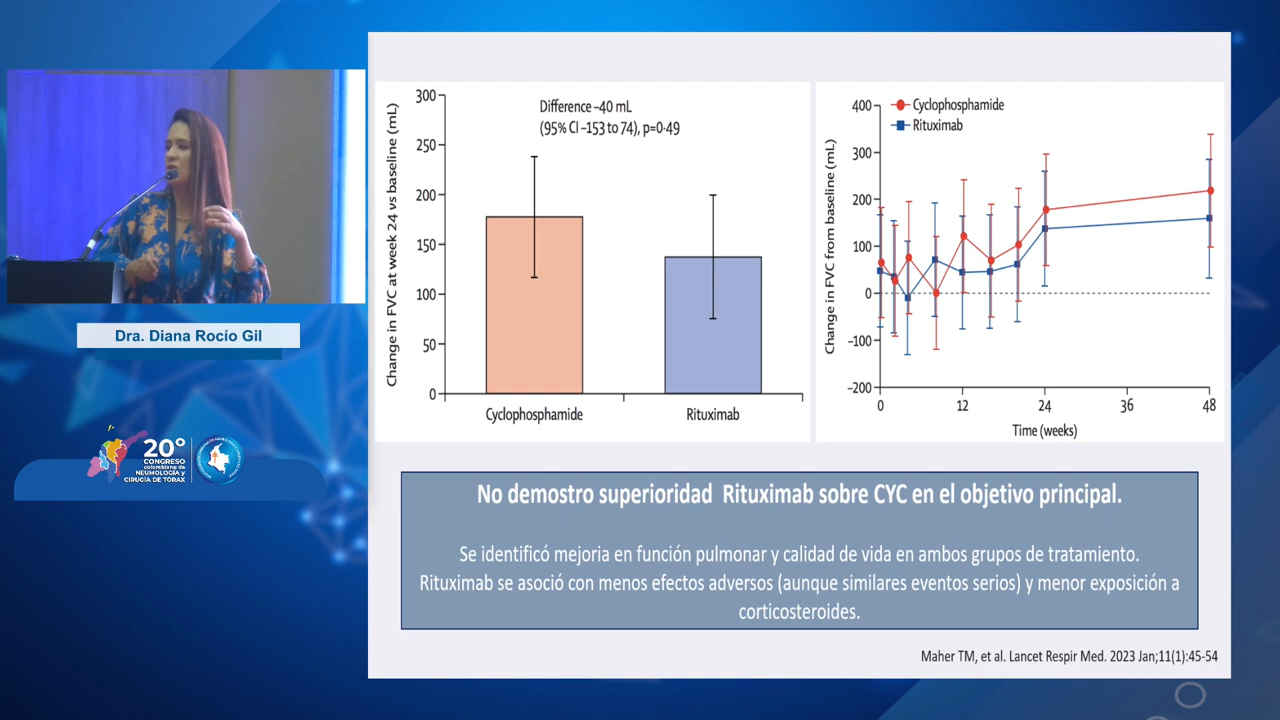 Dra. Diana Rocío Gil
20°
CONGRESO
colombiano de
NEUMOLOGÍA y
CIRUGÍA DE TÓRAX
Change in FVC at week 24 vs baseline (mL)
300
250
200
150
100
50
0
Difference –40 mL
(95% CI –153 to 74), p=0·49
Cyclophosphamide
Rituximab
Change in FVC from baseline (mL)
400
300
200
100
0
–100
–200
Cyclophosphamide
Rituximab
0
12
24
36
48
Time (weeks)
No demostro superioridad Rituximab sobre CYC en el objetivo principal.
Se identificó mejoria en función pulmonar y calidad de vida en ambos grupos de tratamiento.
Rituximab se asoció con menos efectos adversos (aunque similares eventos serios) y menor exposición a
corticosteroides.
Maher TM, et al. Lancet Respir Med. 2023 Jan;11(1):45-54